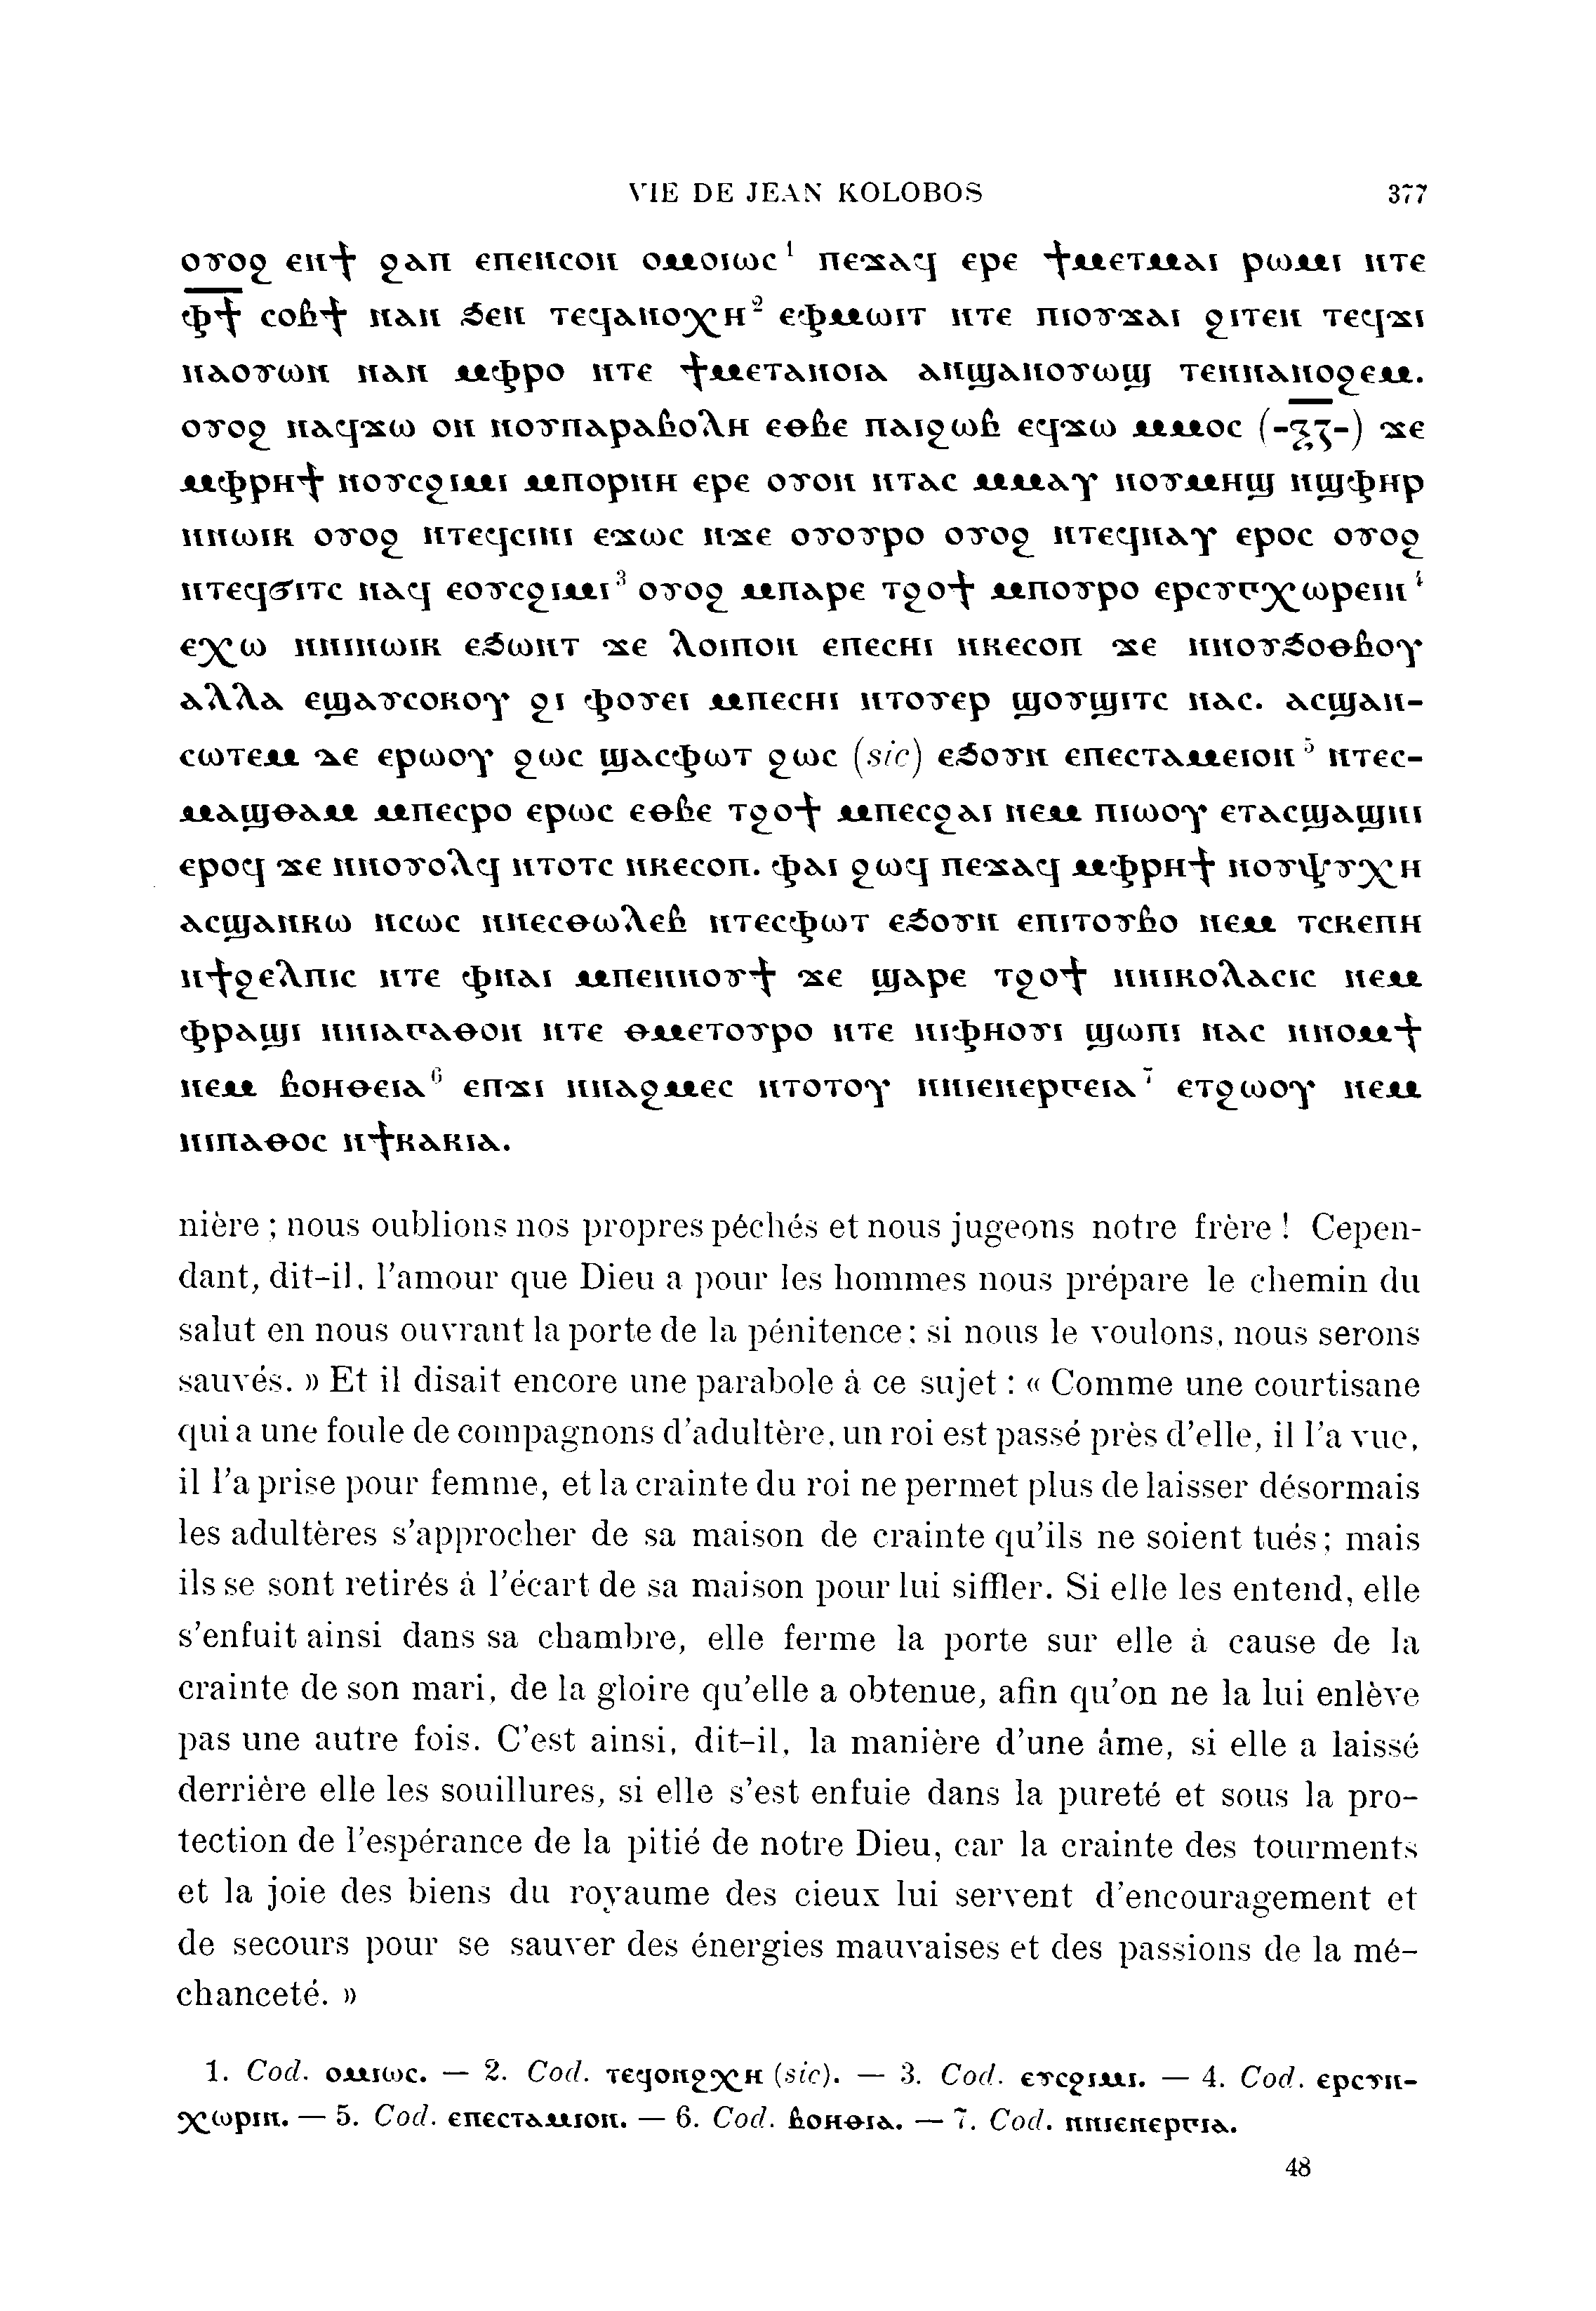 VIE DE JEAN KOLOBOS 377
ⲟⲩⲟϩ ⲉⲛϯ ϩⲁⲡ ⲉⲡⲉⲛⲥⲟⲛ ⲟⲙⲟⲓⲱⲥ¹ ⲡⲉϫⲁϥ ⲉⲣⲉ ϯⲙⲉⲧⲙⲁⲓ ⲣⲱⲙⲓ ⲛⲧⲉ
ⲫ̅ϯ̅ ⲥⲟⲃϯ ⲛⲁⲛ ϧⲉⲛ ⲧⲉϥⲁⲛⲟⲭⲏ² ⲉⲫⲙⲱⲓⲧ ⲛⲧⲉ ⲡⲓⲟⲩϫⲁⲓ ϩⲓⲧⲉⲛ ⲧⲉϥϫⲓ
ⲛⲁⲟⲩⲱⲛ ⲛⲁⲛ ⲙⲫⲣⲟ ⲛⲧⲉ ϯⲙⲉⲧⲁⲛⲟⲓⲁ ⲁⲛϣⲁⲛⲟⲩⲱϣ ⲧⲉⲛⲛⲁⲛⲟϩⲉⲙ.
ⲟⲩⲟϩ ⲛⲁϥϫⲱ ⲟⲛ ⲛⲟⲩⲡⲁⲣⲁⲃⲟⲗⲏ ⲉⲑⲃⲉ ⲡⲁⲓϩⲱⲃ ⲉϥϫⲱ ⲙⲙⲟⲥ (-ⲝ̅ⲍ̅-) ϫⲉ
ⲙⲫⲣⲏϯ ⲛⲟⲩⲥϩⲓⲙⲓ ⲙⲡⲟⲣⲛⲏ ⲉⲣⲉ ⲟⲩⲟⲛ ⲛⲧⲁⲥ ⲙⲙⲁⲩ ⲛⲟⲩⲙⲏϣ ⲛϣⲫⲏⲣ
ⲛⲛⲱⲓⲕ ⲟⲩⲟϩ ⲛⲧⲉϥⲥⲓⲛⲓ ⲉϫⲱⲥ ⲛϫⲉ ⲟⲩⲟⲩⲣⲟ ⲟⲩⲟϩ ⲛⲧⲉϥⲛⲁⲩ ⲉⲣⲟⲥ ⲟⲩⲟϩ
ⲛⲧⲉϥϭⲓⲧⲥ ⲛⲁϥ ⲉⲟⲩⲥϩⲓⲙⲓ³ ⲟⲩⲟϩ ⲙⲡⲁⲣⲉ ⲧϩⲟϯ ⲙⲡⲟⲩⲣⲟ ⲉⲣⲥⲩⲅⲭⲱⲣⲉⲓⲛ⁴
ⲉⲭⲱ ⲛⲛⲓⲛⲱⲓⲕ ⲉϧⲱⲛⲧ ϫⲉ ⲗⲟⲓⲡⲟⲛ ⲉⲡⲉⲥⲏⲓ ⲛⲕⲉⲥⲟⲡ ϫⲉ ⲛⲛⲟⲩϧⲟⲑⲃⲟⲩ
ⲁⲗⲗⲁ ⲉϣⲁⲩⲥⲟⲕⲟⲩ ϩⲓ ⲫⲟⲩⲉⲓ ⲙⲡⲉⲥⲏⲓ ⲛⲧⲟⲩⲉⲣ ϣⲟⲩϣⲓⲧⲥ ⲛⲁⲥ. ⲁⲥϣⲁⲛ-
ⲥⲱⲧⲉⲙ ⲇⲉ ⲉⲣⲱⲟⲩ ϩⲱⲥ ϣⲁⲥⲫⲱⲧ ϩⲱⲥ (sic) ⲉϧⲟⲩⲛ ⲉⲡⲉⲥⲧⲁⲙⲉⲓⲟⲛ⁵ ⲛⲧⲉⲥ-
ⲙⲁϣⲑⲁⲙ ⲙⲡⲉⲥⲣⲟ ⲉⲣⲱⲥ ⲉⲑⲃⲉ ⲧϩⲟϯ ⲙⲡⲉⲥϩⲁⲓ ⲛⲉⲙ ⲡⲓⲱⲟⲩ ⲉⲧⲁⲥϣⲁϣⲛⲓ
ⲉⲣⲟϥ ϫⲉ ⲛⲛⲟⲩⲟⲗϥ ⲛⲧⲟⲧⲥ ⲛⲕⲉⲥⲟⲡ. ⲫⲁⲓ ϩⲱϥ ⲡⲉϫⲁϥ ⲙⲫⲣⲏϯ ⲛⲟⲩⲯⲩⲭⲏ
ⲁⲥϣⲁⲛⲕⲱ ⲛⲥⲱⲥ ⲛⲛⲉⲥⲑⲱⲗⲉⲃ ⲛⲧⲉⲥⲫⲱⲧ ⲉϧⲟⲩⲛ ⲉⲡⲓⲧⲟⲩⲃⲟ ⲛⲉⲙ ⲧⲥⲕⲉⲡⲏ
ⲛϯϩⲉⲗⲡⲓⲥ ⲛⲧⲉ ⲫⲛⲁⲓ ⲙⲡⲉⲛⲛⲟⲩϯ ϫⲉ ϣⲁⲣⲉ ⲧϩⲟϯ ⲛⲛⲓⲕⲟⲗⲁⲥⲓⲥ ⲛⲉⲙ
ⲫⲣⲁϣⲓ ⲛⲛⲓⲁⲅⲁⲑⲟⲛ ⲛⲧⲉ ⲑⲙⲉⲧⲟⲩⲣⲟ ⲛⲧⲉ ⲛⲓⲫⲏⲟⲩⲓ ϣⲱⲡⲓ ⲛⲁⲥ ⲛⲛⲟⲙϯ
ⲛⲉⲙ ⲃⲟⲏⲑⲉⲓⲁ⁶ ⲉⲡϫⲓ ⲛⲛⲁϩⲙⲉⲥ ⲛⲧⲟⲧⲟⲩ ⲛⲛⲓⲉⲛⲉⲣⲅⲉⲓⲁ⁷ ⲉⲧϩⲱⲟⲩ ⲛⲉⲙ
ⲛⲓⲡⲁⲑⲟⲥ ⲛϯⲕⲁⲕⲓⲁ.
nière ; nous oublions nos propres péchés et nous jugeons notre frère ! Cepen-
dant, dit-il, l'amour que Dieu a pour les hommes nous prépare le chemin du
salut en nous ouvrant la porte de la pénitence ; si nous le voulons, nous serons
sauvés. » Et il disait encore une parabole à ce sujet : « Comme une courtisane
qui a une foule de compagnons d'adultère, un roi est passé près d'elle, il l'a vue,
il l'a prise pour femme, et la crainte du roi ne permet plus de laisser désormais
les adultères s'approcher de sa maison de crainte qu'ils ne soient tués ; mais
ils se sont retirés à l'écart de sa maison pour lui siffler. Si elle les entend, elle
s'enfuit ainsi dans sa chambre, elle ferme la porte sur elle à cause de la
crainte de son mari, de la gloire qu'elle a obtenue, afin qu'on ne la lui enlève
pas une autre fois. C'est ainsi, dit-il, la manière d'une âme, si elle a laissé
derrière elle les souillures, si elle s'est enfuie dans la pureté et sous la pro-
tection de l'espérance de la pitié de notre Dieu, car la crainte des tourments
et la joie des biens du royaume des cieux lui servent d'encouragement et
de secours pour se sauver des énergies mauvaises et des passions de la mé-
chanceté. »
1. Cod. ⲟⲙⲓⲱⲥ. — 2. Cod. ⲧⲉϥⲟⲛϩⲭⲏ (sic). — 3. Cod. ⲉⲩⲥϩⲓⲙⲓ. — 4. Cod. ⲉⲣⲥⲩⲛ-
ⲭⲱⲣⲓⲛ. — 5. Cod. ⲉⲡⲉⲥⲧⲁⲙⲓⲟⲛ. — 6. Cod. ⲃⲟⲏⲑⲓⲁ. — 7. Cod. ⲛⲛⲓⲉⲛⲉⲣⲅⲓⲁ.
48